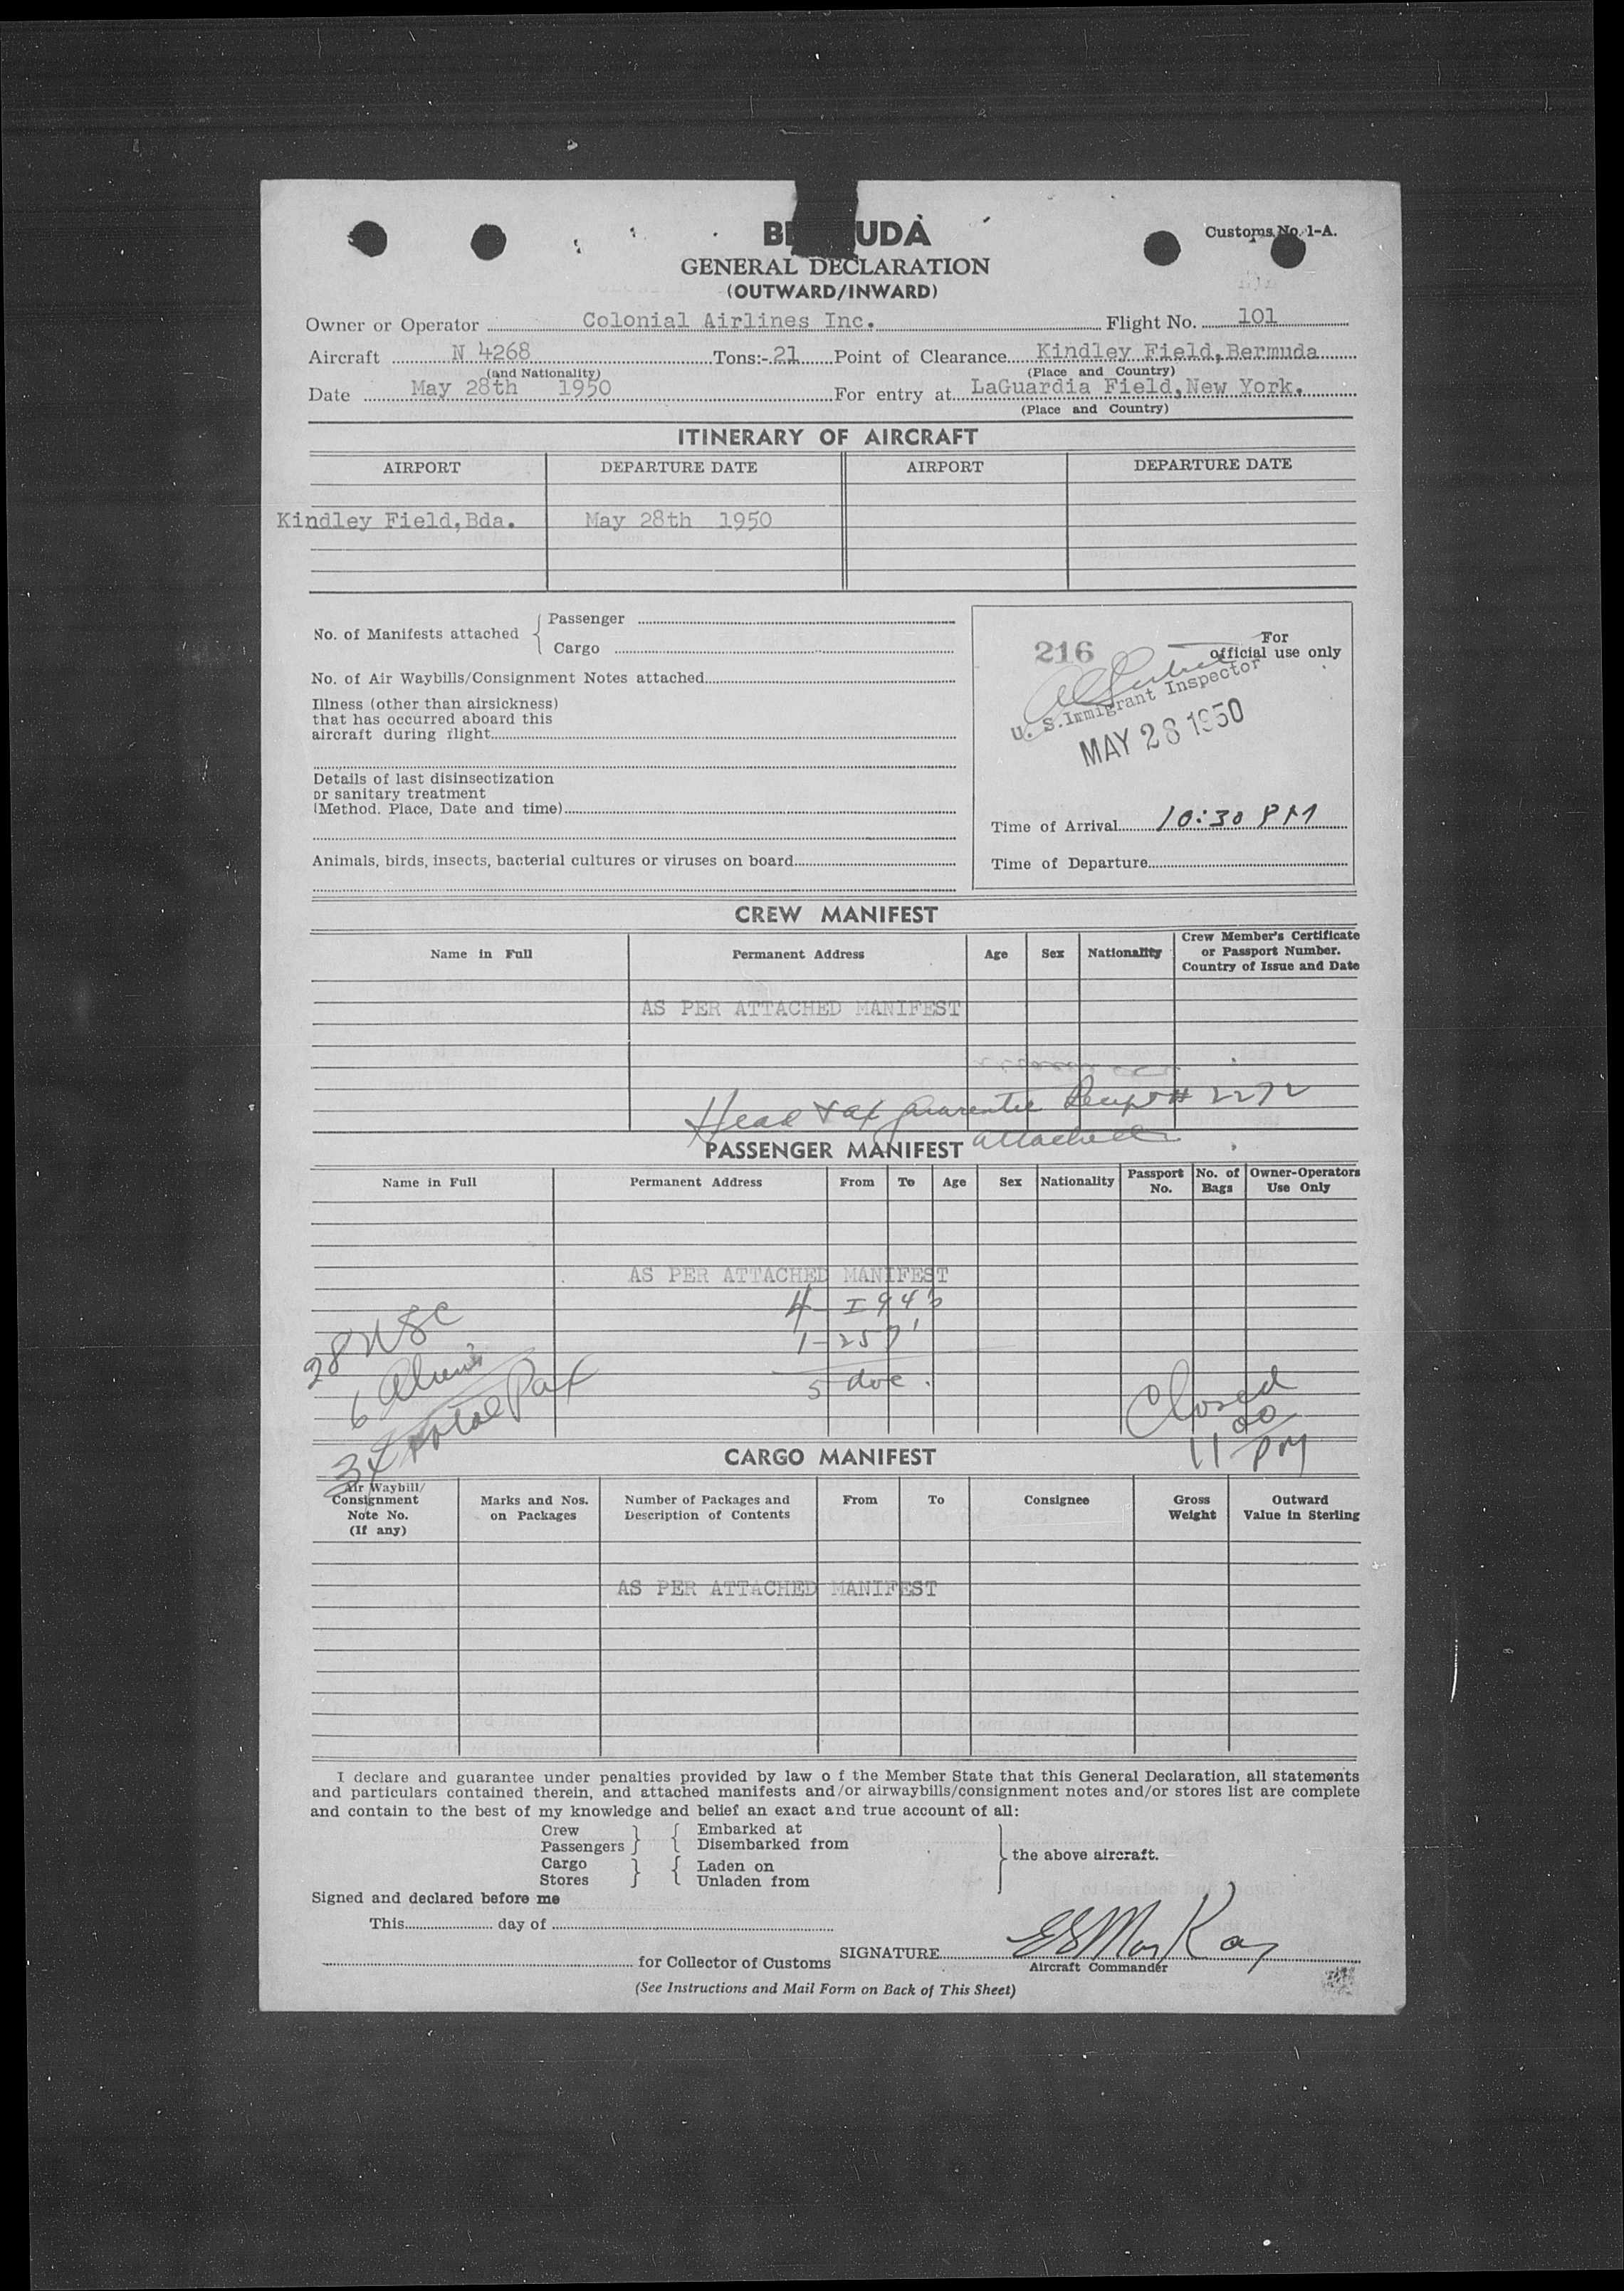 BERMUDA
Customs No. 1-A.
GENERAL DECLARATION
(OUTWARD/INWARD)
Owner or Operator Colonial Airlines Inc. Flight No. 101
Aircraft N 4268 Tons:- 21 Point of Clearance Kindley Field, Bermuda
(and Nationality) (Place and Country)
Date May 28th 1950 For entry at LaGuardia Field, New York.
(Place and Country)
ITINERARY OF AIRCRAFT
AIRPORT DEPARTURE DATE AIRPORT DEPARTURE DATE
Kindley Field, Bda. May 28th 1950
No. of Manifests attached { Passenger
Cargo
No. of Air Waybills/Consignment Notes attached
Illness (other than airsickness)
that has occurred aboard this
aircraft during flight
Details of last disinsectization
or sanitary treatment
(Method. Place, Date and time)
Animals, birds, insects, bacterial cultures or viruses on board
216
For
official use only
U. S. Immigrant Inspector
MAY 28 1950
Time of Arrival 10:30 PM
Time of Departure
CREW MANIFEST
Name in Full Permanent Address Age Sex Nationality Crew Member's Certificate
or Passport Number.
Country of Issue and Date
AS PER ATTACHED MANIFEST
Head tax guarantee Receipt # 2272
attached
PASSENGER MANIFEST
Name in Full Permanent Address From To Age Sex Nationality Passport No. No. of Bags Owner-Operators Use Only
AS PER ATTACHED MANIFEST
4 - I94's
1 - 257'
5 doc.
28 USC
6 Aliens
34 total Pax
Closed
11 00 PM
CARGO MANIFEST
Air Waybill/
Consignment
Note No.
(If any)
Marks and Nos.
on Packages
Number of Packages and
Description of Contents
From To Consignee
Gross
Weight
Outward
Value in Sterling
AS PER ATTACHED MANIFEST
I declare and guarantee under penalties provided by law o f the Member State that this General Declaration, all statements
and particulars contained therein, and attached manifests and/or airwaybills/consignment notes and/or stores list are complete
and contain to the best of my knowledge and belief an exact and true account of all:
Crew } { Embarked at
Passengers } { Disembarked from
Cargo } { Laden on
Stores } { Unladen from
} the above aircraft.
Signed and declared before me
This day of
for Collector of Customs
SIGNATURE E S MacKay
Aircraft Commander
(See Instructions and Mail Form on Back of This Sheet)